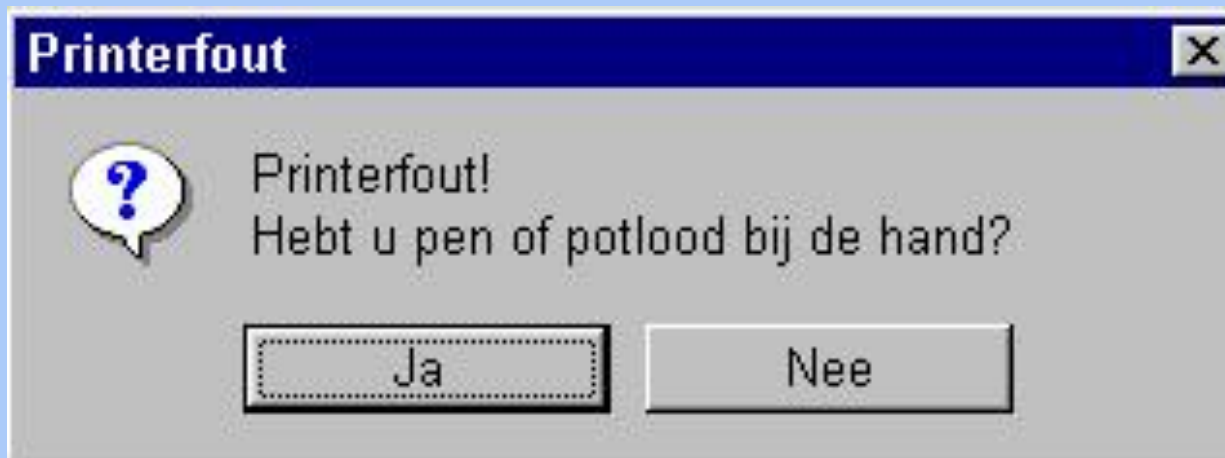 Printerfout
Printerfout!
Hebt u pen of potlood bij de hand?
Ja
Nee